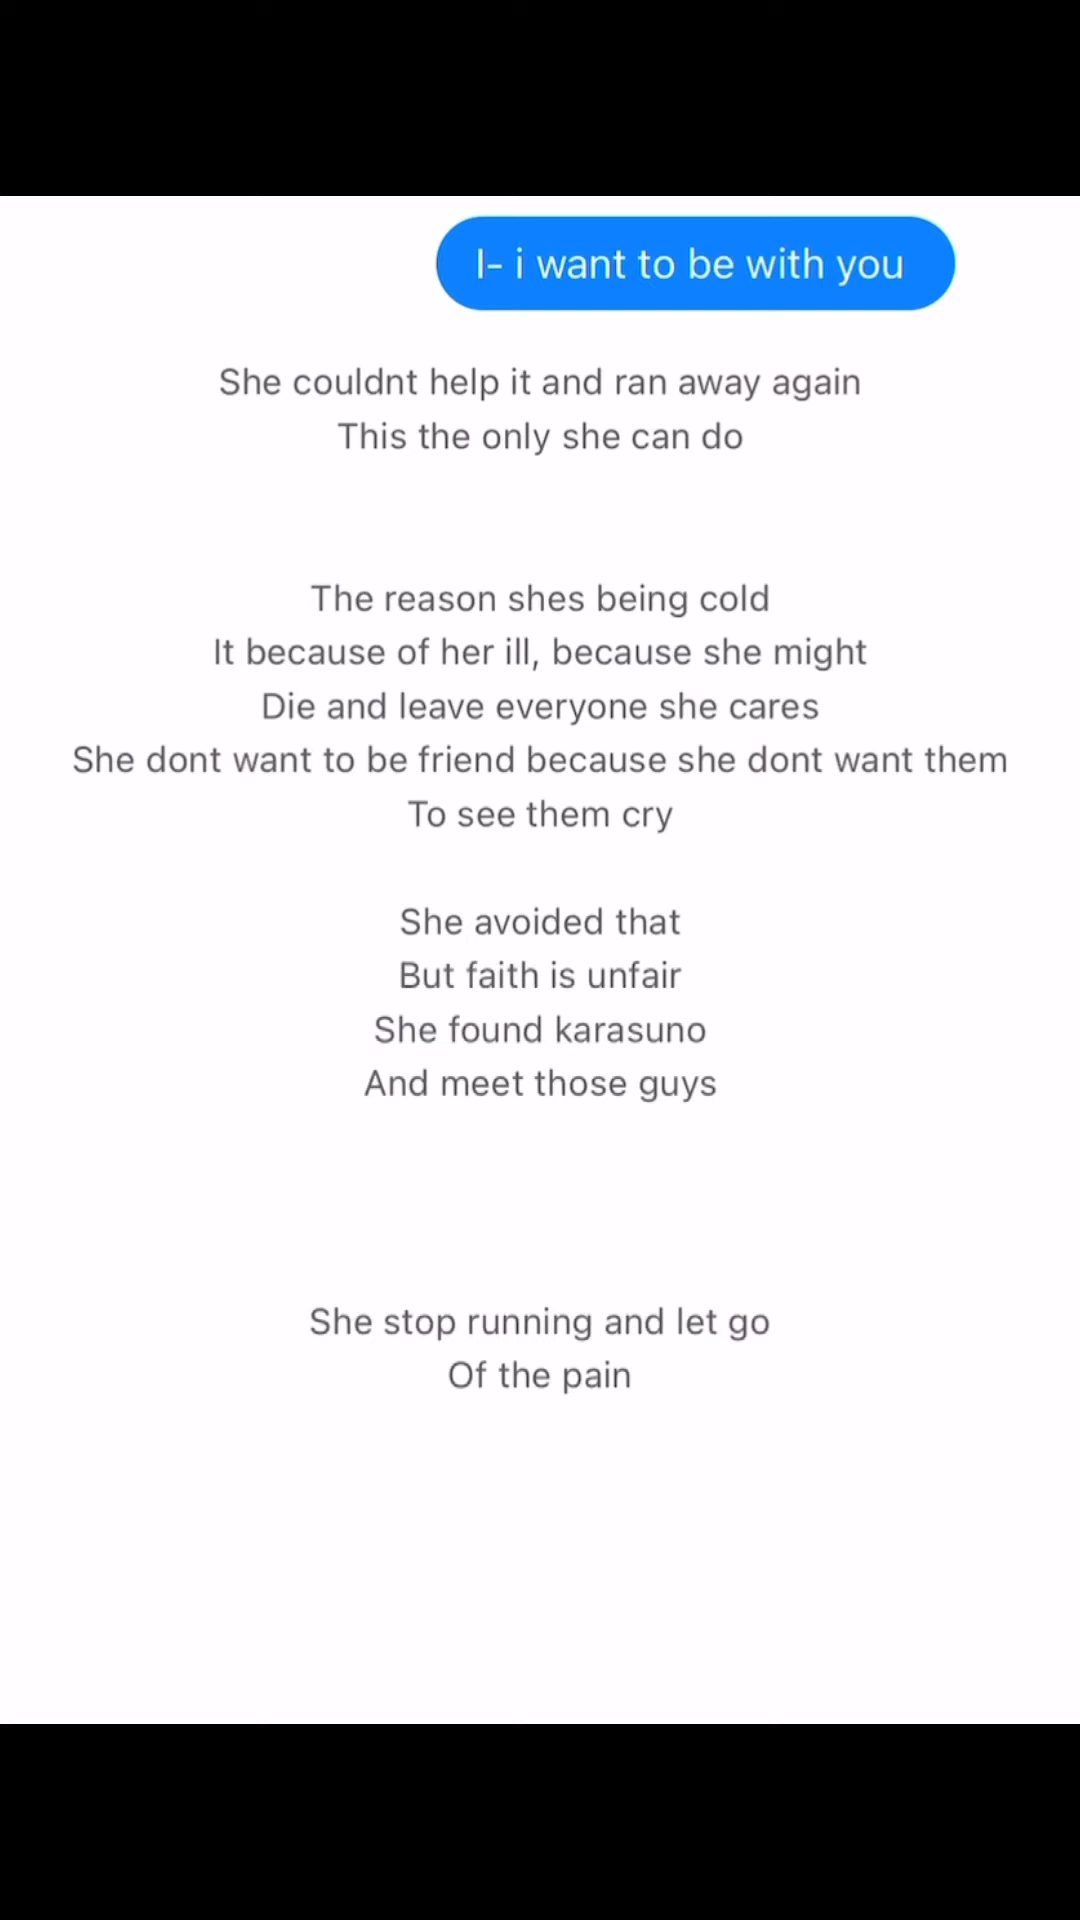 I- i want to be with you
She couldnt help it and ran away again
This the only she can do
The reason shes being cold
It because of her ill, because she might
Die and leave everyone she cares
She dont want to be friend because she dont want them
To see them cry
She avoided that
But faith is unfair
She found karasuno
And meet those guys
She stop running and let go
Of the pain